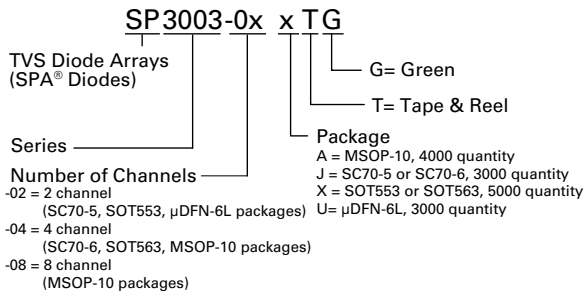 SP3003-0x x T G
TVS Diode Arrays
(SPA® Diodes)
G= Green
T= Tape & Reel
Series
Package
A = MSOP-10, 4000 quantity
J = SC70-5 or SC70-6, 3000 quantity
X = SOT553 or SOT563, 5000 quantity
U= µDFN-6L, 3000 quantity
Number of Channels
-02 = 2 channel
(SC70-5, SOT553, µDFN-6L packages)
-04 = 4 channel
(SC70-6, SOT563, MSOP-10 packages)
-08 = 8 channel
(MSOP-10 packages)